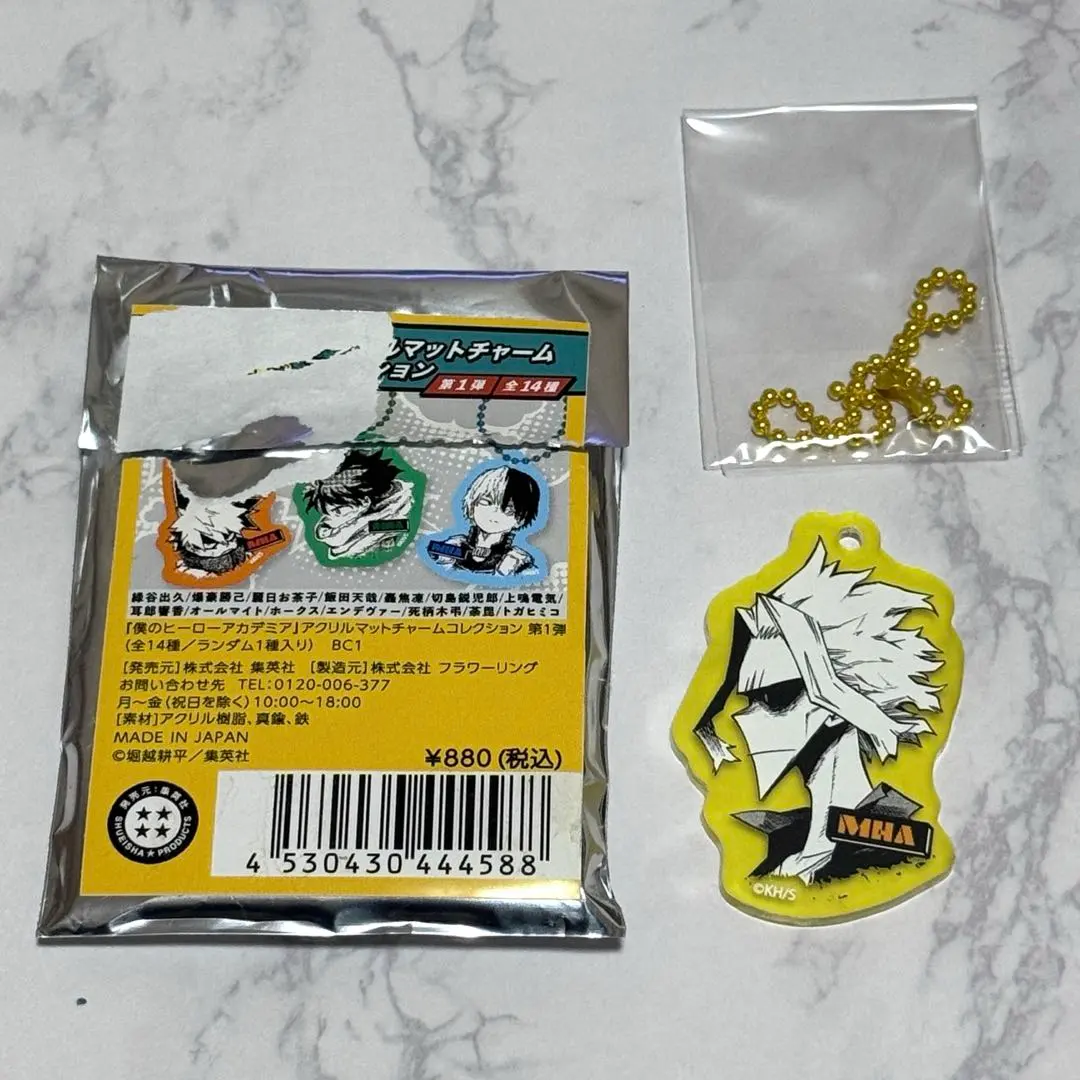 ルマットチャーム
ション 第1弾 全14種
MHA
MHA
MHA
緑谷出久/爆豪勝己/麗日お茶子/飯田天哉/轟焦凍/切島鋭児郎/上鳴電気/
耳郎響香/オールマイト/ホークス/エンデヴァー/死柄木弔/荼毘/トガヒミコ
『僕のヒーローアカデミア』アクリルマットチャームコレクション 第1弾
(全14種/ランダム1種入り) BC1
[発売元]株式会社 集英社 [製造元]株式会社 フラワーリング
お問い合わせ先 TEL:0120-006-377
月~金(祝日を除く)10:00~18:00
[素材]アクリル樹脂、真鍮、鉄
MADE IN JAPAN
©堀越耕平/集英社
¥880(税込)
発売元:集英社
SHUEISHA★PRODUCTS
4 530430 444588
MHA
©KH/S